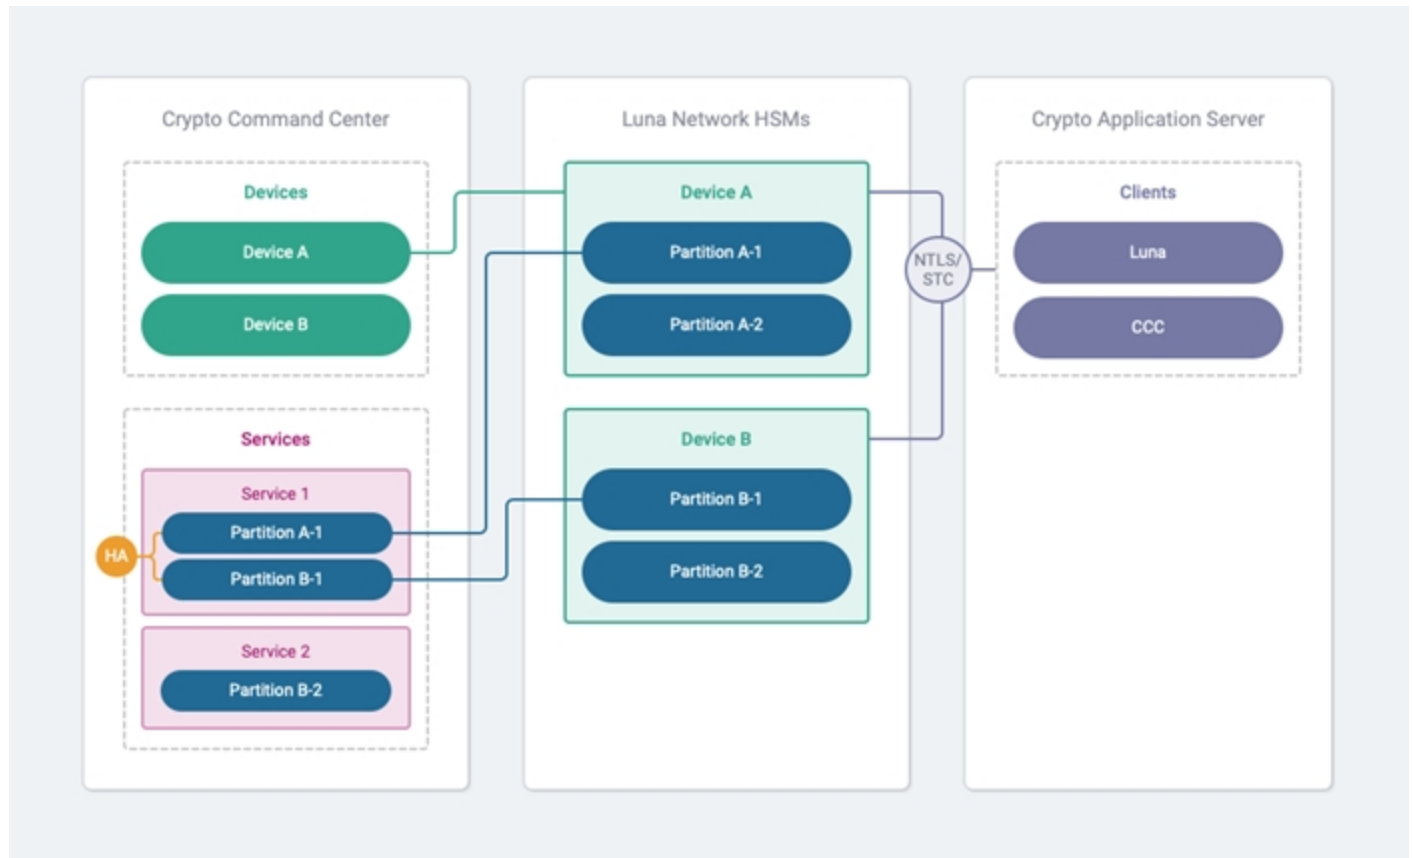 Crypto Command Center
Devices
Device A
Device B
Services
Service 1
Partition A-1
HA
Partition B-1
Service 2
Partition B-2
Luna Network HSMs
Device A
Partition A-1
Partition A-2
Device B
Partition B-1
Partition B-2
NTLS/
STC
Crypto Application Server
Clients
Luna
CCC